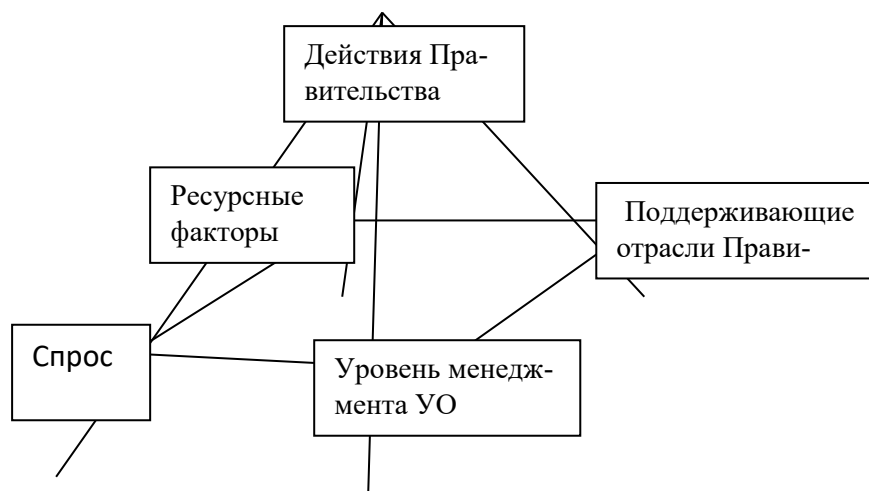 Действия Пра-
вительства
Ресурсные
факторы
Поддерживающие
отрасли Прави-
Спрос
Уровень менедж-
мента УО